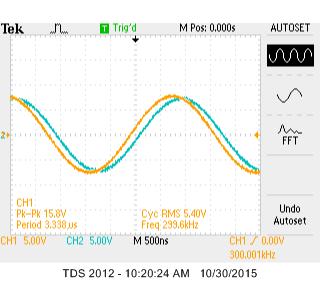 Tek T Trig'd M Pos: 0.000s AUTOSET
2
FFT
CH1
Pk-Pk 15.8V Cyc RMS 5.40V
Period 3.338µs Freq 299.6kHz
Undo
Autoset
CH1 5.00V CH2 5.00V M 500ns CH1 / 0.00V
300.001kHz
TDS 2012 - 10:20:24 AM 10/30/2015